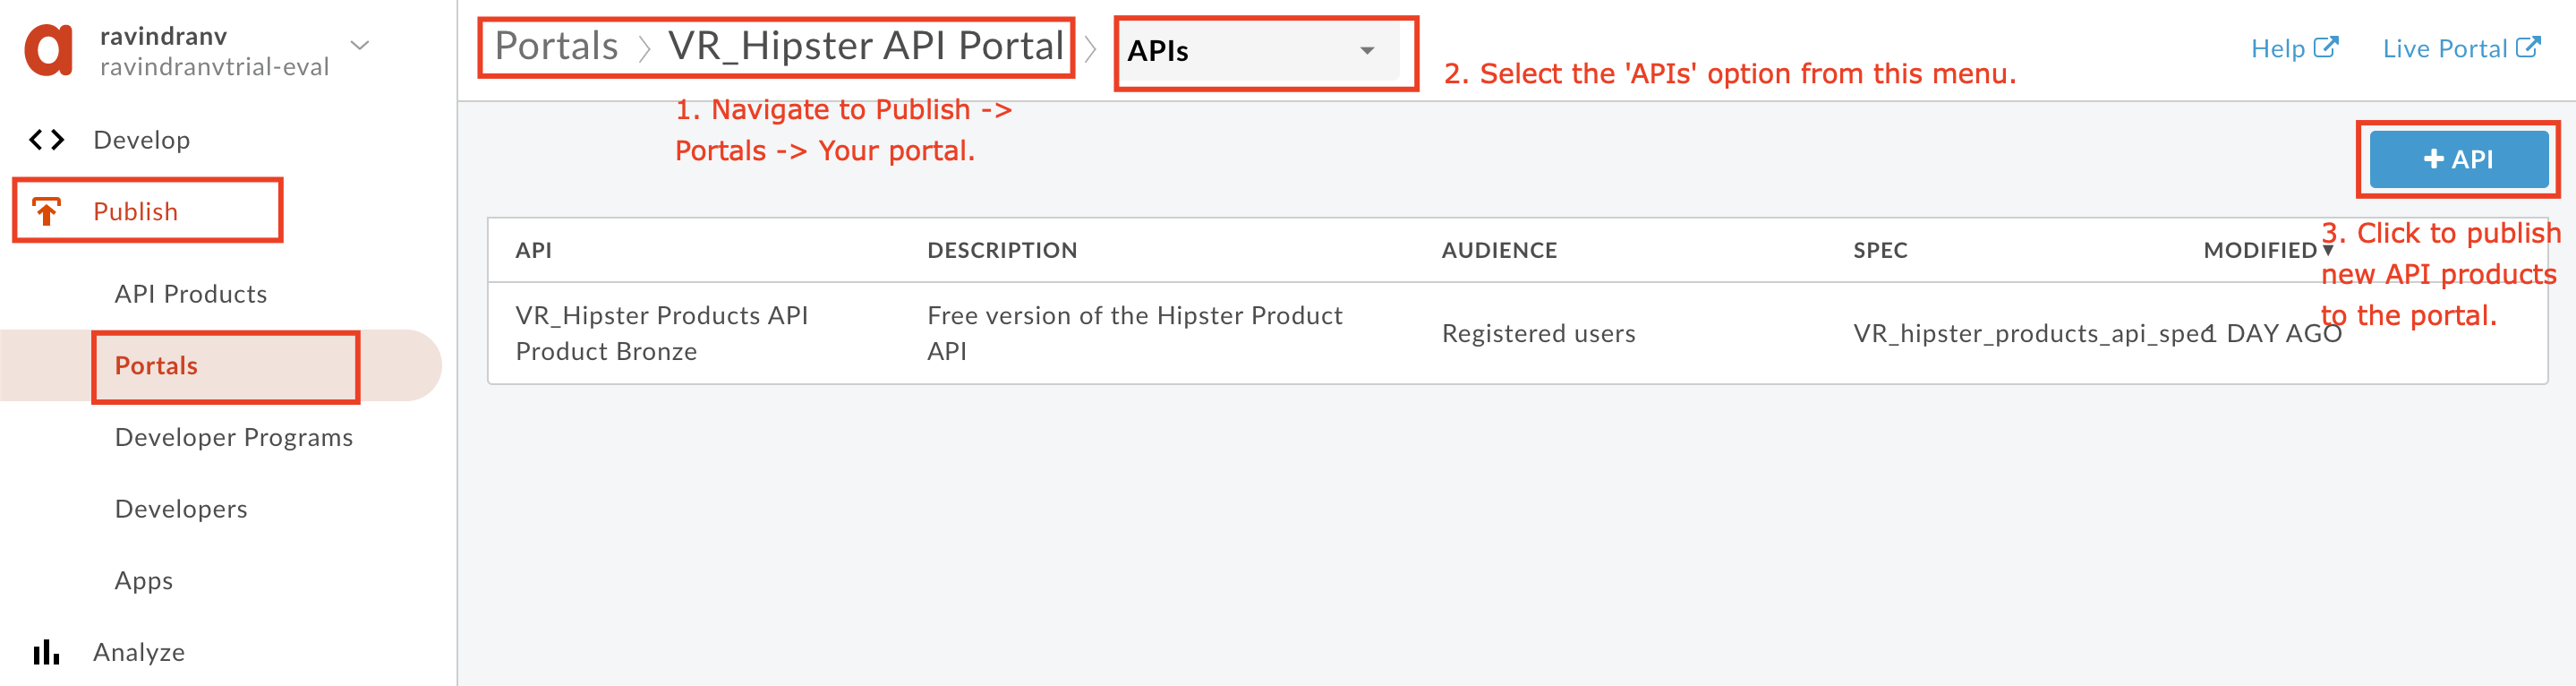 ravindranv
ravindranvtrial-eval
Develop
Publish
API Products
Portals
Developer Programs
Developers
Apps
Analyze
Portals VR_Hipster API Portal APIs
Help Live Portal
2. Select the 'APIs' option from this menu.
1. Navigate to Publish ->
Portals -> Your portal.
+ API
3. Click to publish
new API products
to the portal.
API DESCRIPTION AUDIENCE SPEC MODIFIED
VR_Hipster Products API
Product Bronze
Free version of the Hipster Product
API
Registered users
VR_hipster_products_api_spec
1 DAY AGO